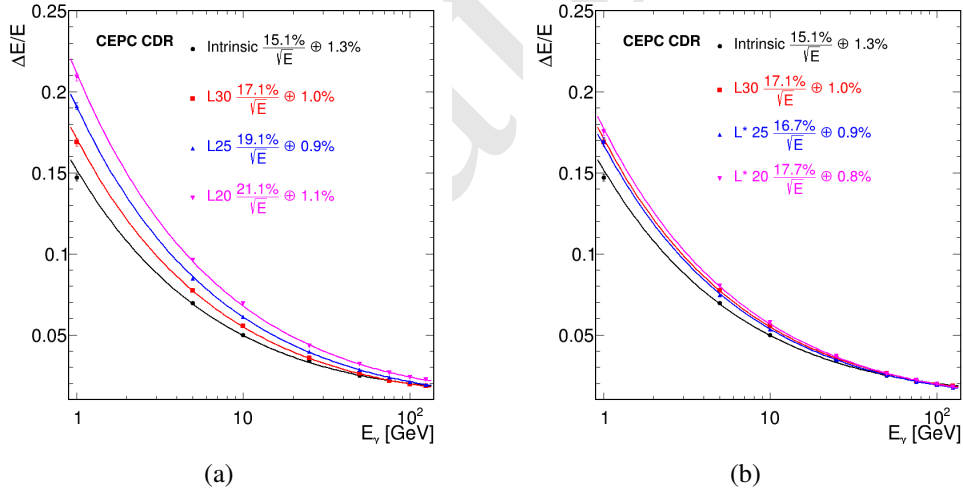 0.25
0.2
0.15
0.1
0.05
ΔE/E
CEPC CDR
Intrinsic 15.1%/√E ⊕ 1.3%
L30 17.1%/√E ⊕ 1.0%
L25 19.1%/√E ⊕ 0.9%
L20 21.1%/√E ⊕ 1.1%
1 10 10²
E_γ [GeV]
(a)
0.25
0.2
0.15
0.1
0.05
ΔE/E
CEPC CDR
Intrinsic 15.1%/√E ⊕ 1.3%
L30 17.1%/√E ⊕ 1.0%
L* 25 16.7%/√E ⊕ 0.9%
L* 20 17.7%/√E ⊕ 0.8%
1 10 10²
E_γ [GeV]
(b)